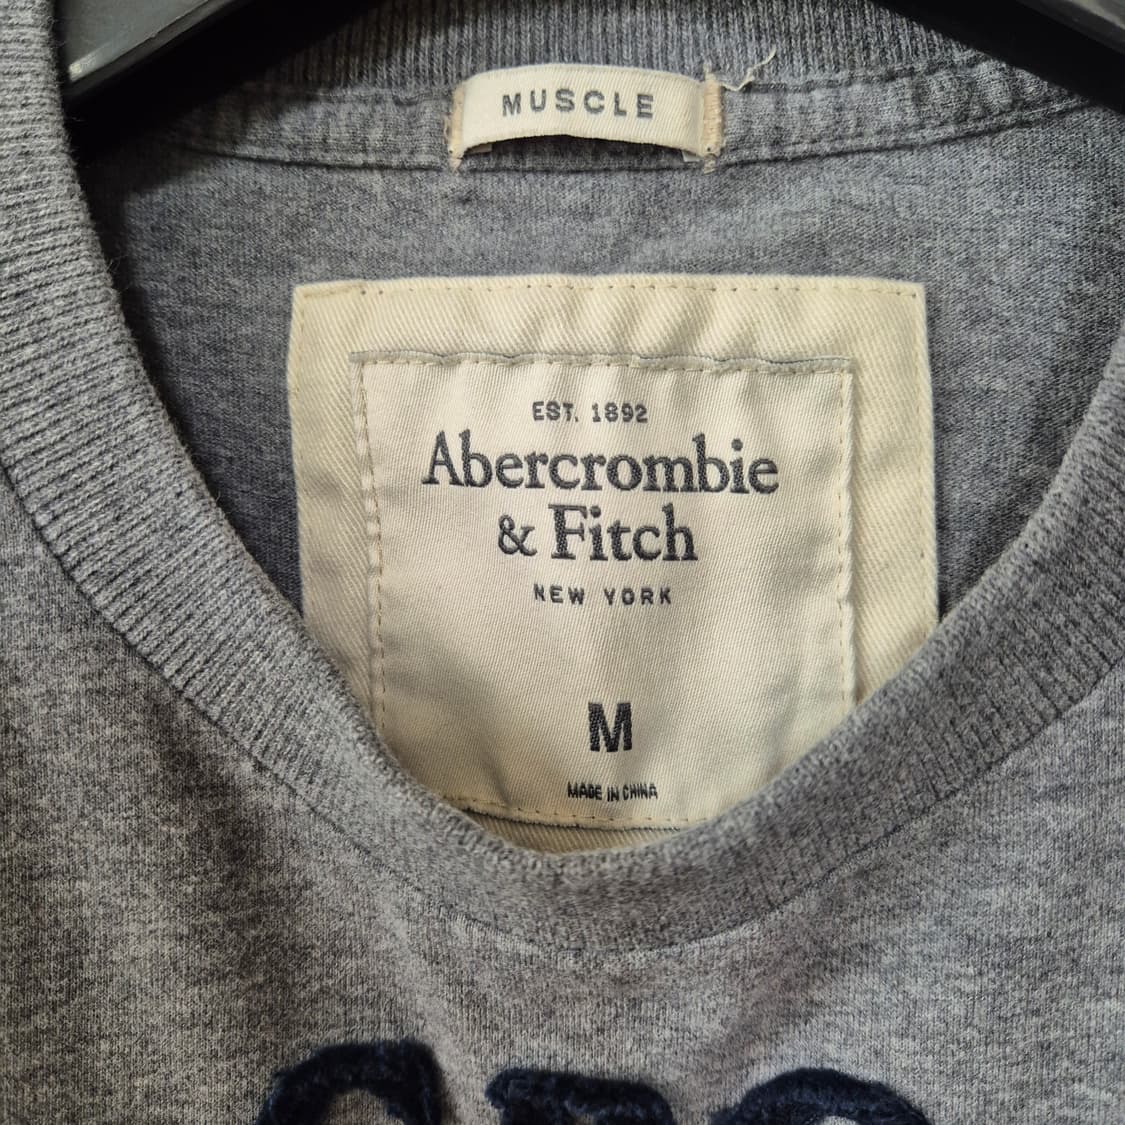 MUSCLE
EST. 1892
Abercrombie
& Fitch
NEW YORK
M
MADE IN CHINA